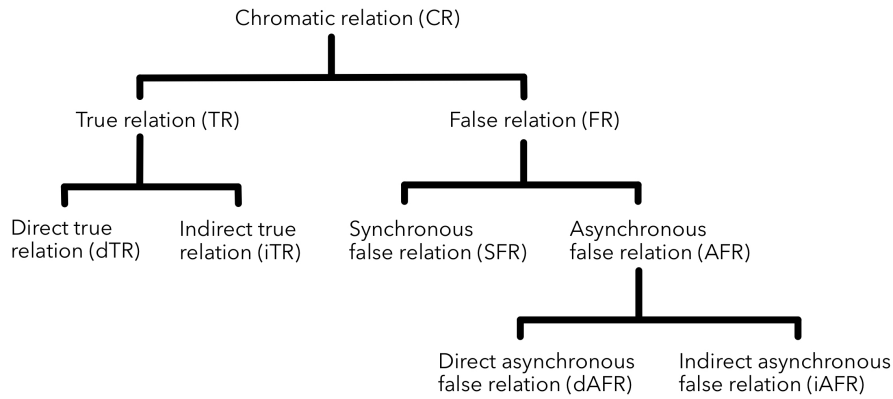 Chromatic relation (CR)
True relation (TR)
False relation (FR)
Direct true
relation (dTR)
Indirect true
relation (iTR)
Synchronous
false relation (SFR)
Asynchronous
false relation (AFR)
Direct asynchronous
false relation (dAFR)
Indirect asynchronous
false relation (iAFR)